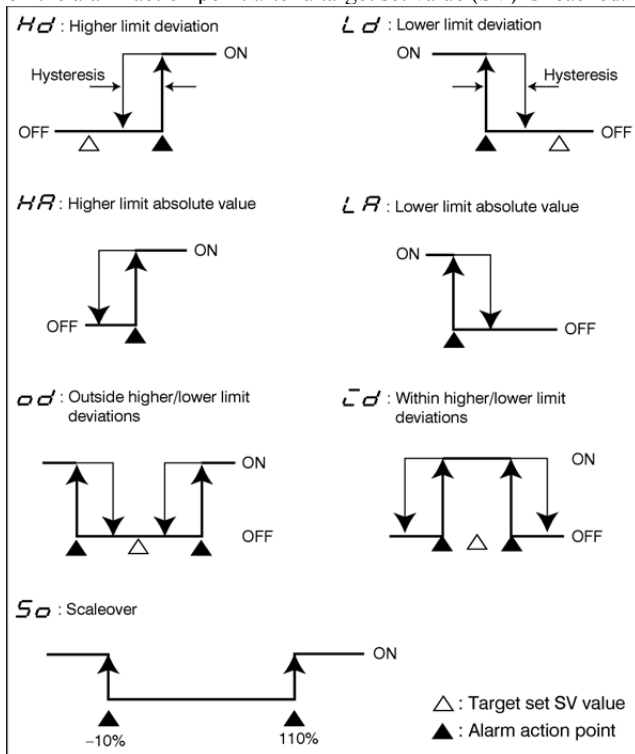 Hd : Higher limit deviation
ON
Hysteresis
OFF
Ld : Lower limit deviation
ON
Hysteresis
OFF
HA : Higher limit absolute value
ON
OFF
LA : Lower limit absolute value
ON
OFF
od : Outside higher/lower limit
deviations
ON
OFF
id : Within higher/lower limit
deviations
ON
OFF
So : Scaleover
ON
−10%
110%
△ : Target set SV value
▲ : Alarm action point